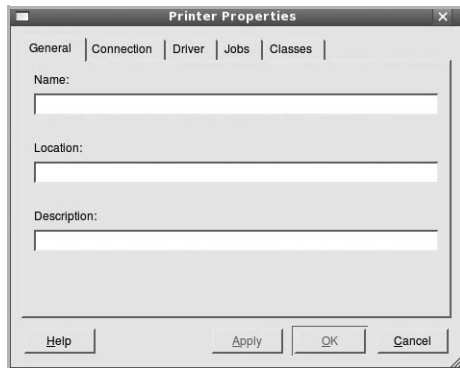 Printer Properties
General Connection Driver Jobs Classes
Name:
Location:
Description:
Help Apply OK Cancel